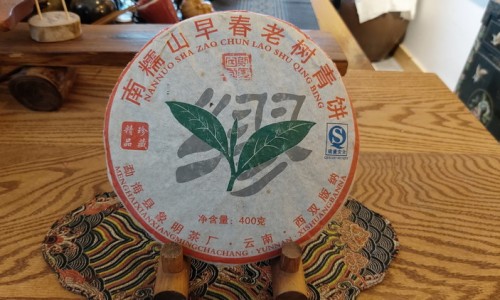 南糯山早春老树青饼
NANNUO SHA ZAO CHUN LAO SHU QING BING
珍藏
精品
净含量:400克
勐海县象明茶厂·云南·西双版纳